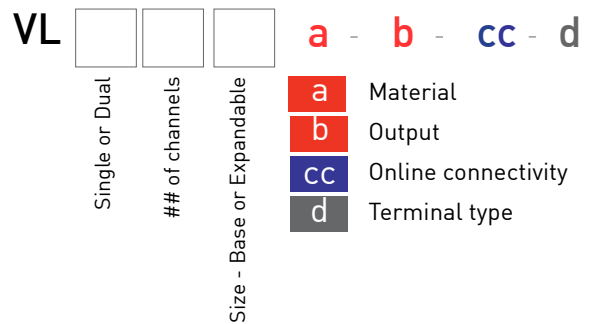 VL a - b - cc - d
Single or Dual
## of channels
Size - Base or Expandable
a Material
b Output
cc Online connectivity
d Terminal type